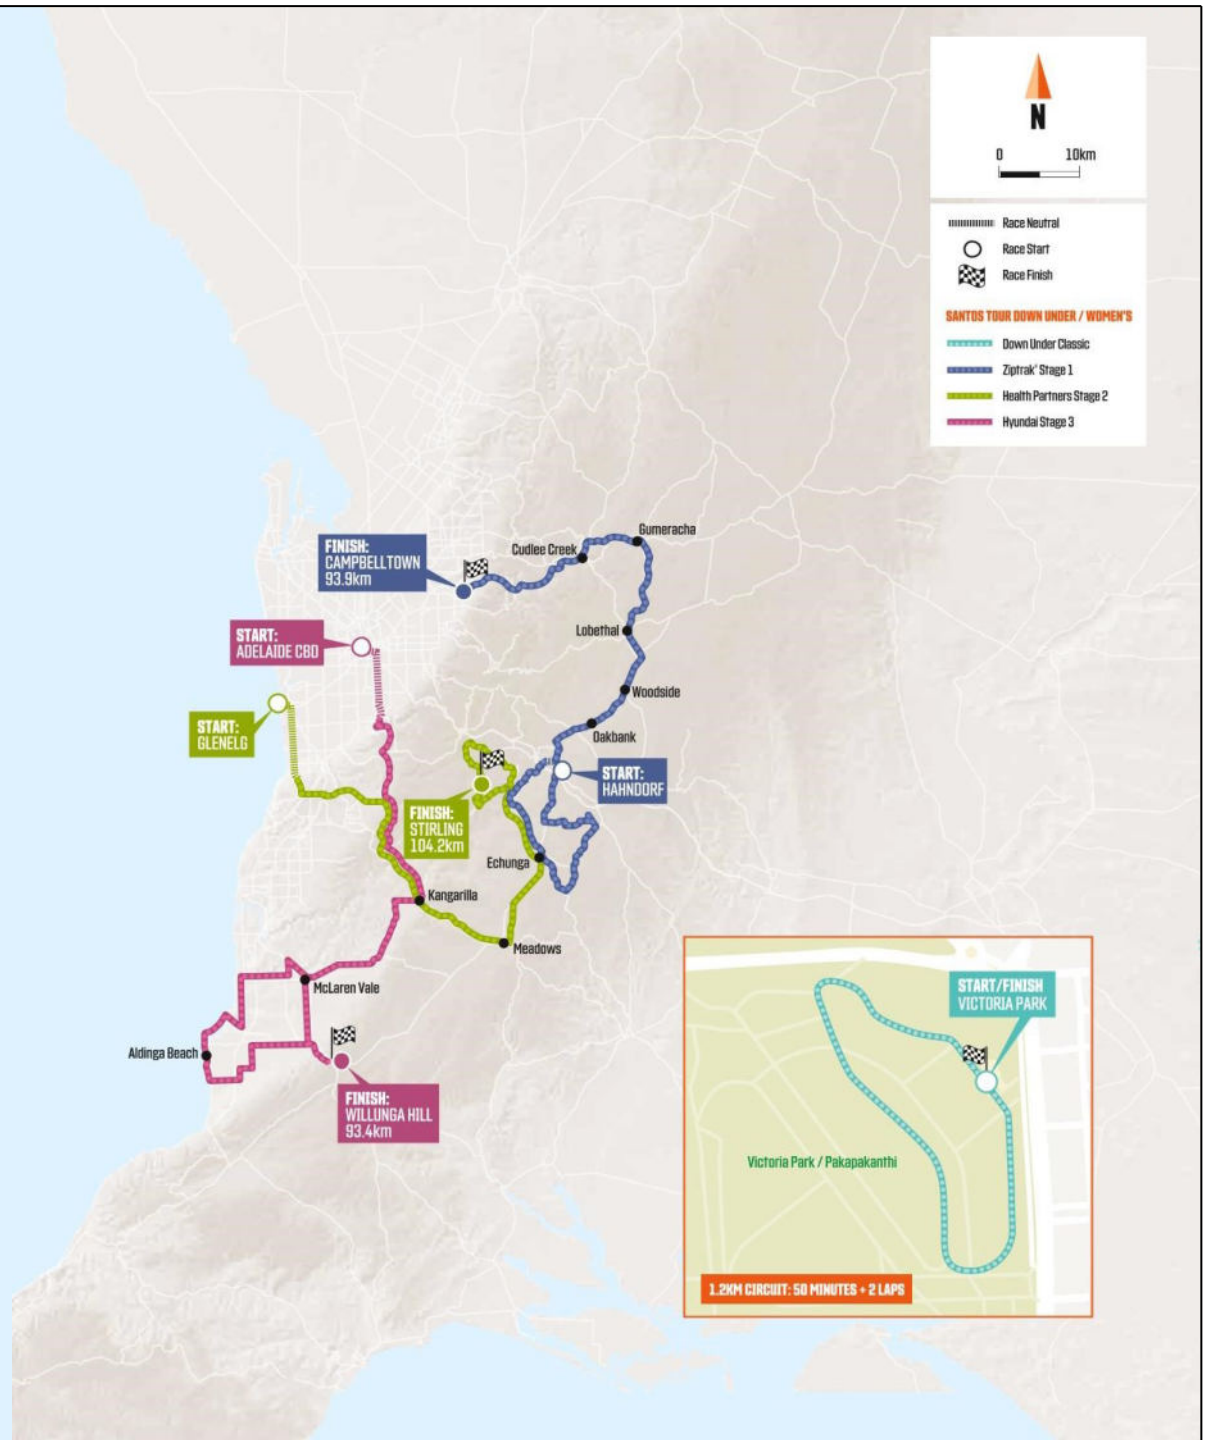 N
0 10km
Race Neutral
Race Start
Race Finish
SANTOS TOUR DOWN UNDER / WOMEN'S
Down Under Classic
Ziptrak' Stage 1
Health Partners Stage 2
Hyundai Stage 3
Gumeracha
Cudlee Creek
FINISH:
CAMPBELLTOWN
93.9km
Lobethal
START:
ADELAIDE CBD
Woodside
START:
GLENELG
Oakbank
START:
HAHNDORF
FINISH:
STIRLING
104.2km
Echunga
Kangarilla
Meadows
McLaren Vale
Aldinga Beach
FINISH:
WILLUNGA HILL
93.4km
START/FINISH
VICTORIA PARK
Victoria Park / Pakapakanthi
1.2KM CIRCUIT: 50 MINUTES + 2 LAPS